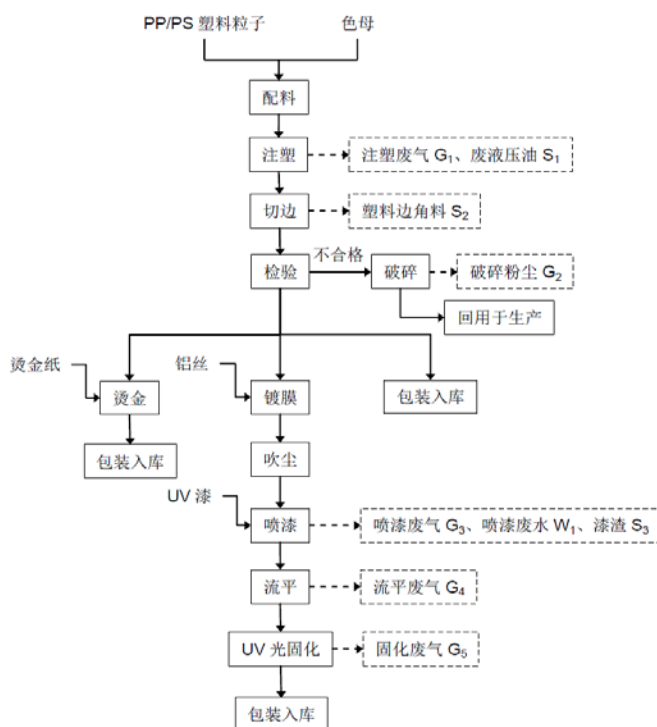 PP/PS 塑料粒子
色母
配料
注塑
注塑废气 G₁、废液压油 S₁
切边
塑料边角料 S₂
检验
不合格
破碎
破碎粉尘 G₂
回用于生产
烫金纸
烫金
包装入库
铝丝
镀膜
包装入库
吹尘
UV 漆
喷漆
喷漆废气 G₃、喷漆废水 W₁、漆渣 S₃
流平
流平废气 G₄
UV 光固化
固化废气 G₅
包装入库